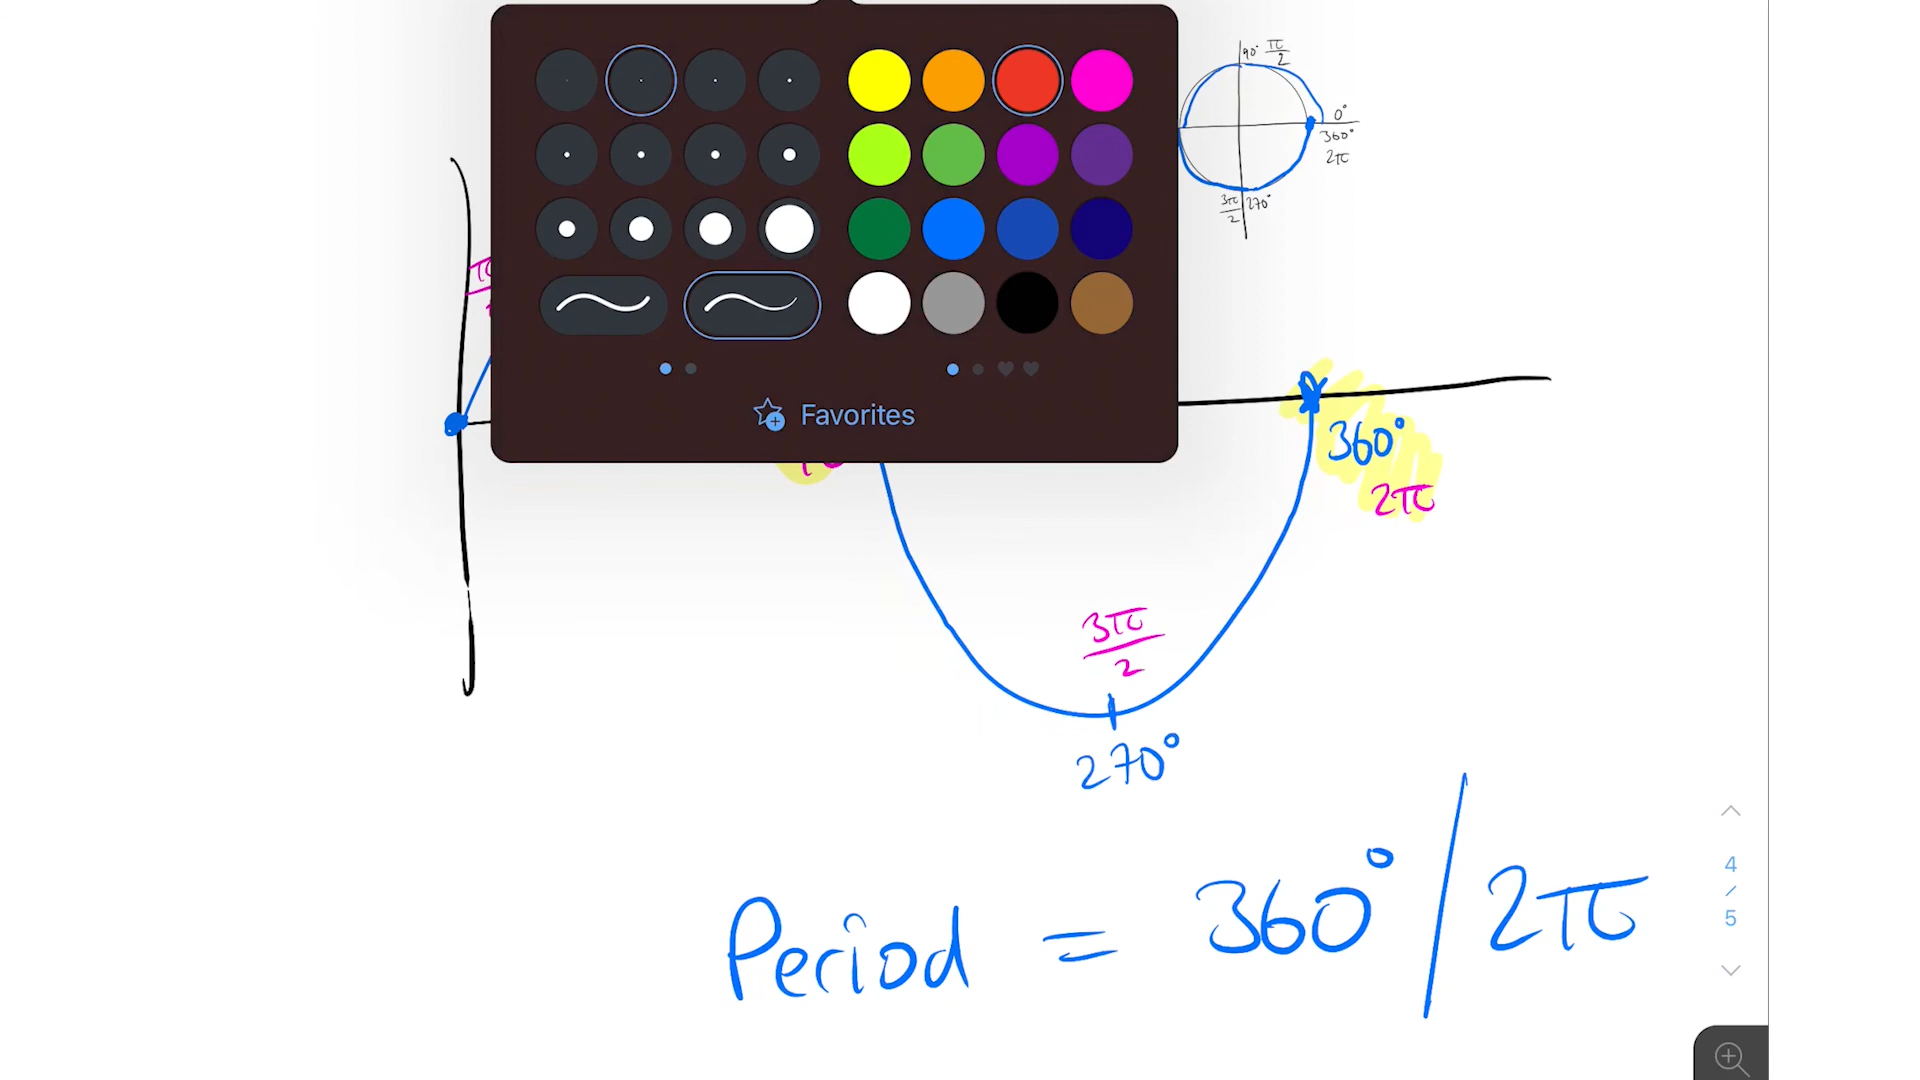 90° π/2
0°
360°
2π
3π/2 270°
Favorites
360°
2π
3π/2
270°
4
/
5
Period = 360° / 2π